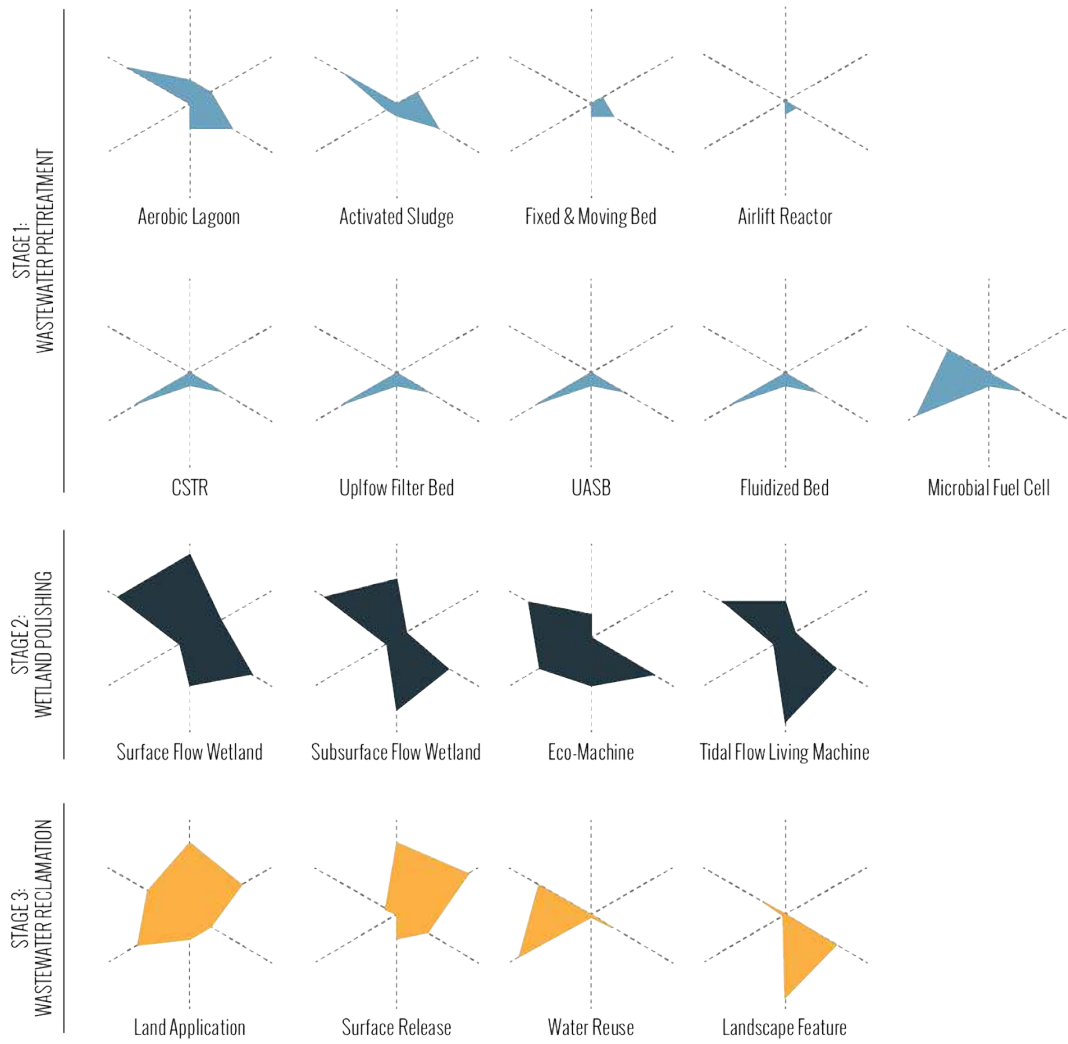 STAGE 1:
WASTEWATER PRETREATMENT
Aerobic Lagoon
Activated Sludge
Fixed & Moving Bed
Airlift Reactor
CSTR
Uplfow Filter Bed
UASB
Fluidized Bed
Microbial Fuel Cell
STAGE 2:
WETLAND POLISHING
Surface Flow Wetland
Subsurface Flow Wetland
Eco-Machine
Tidal Flow Living Machine
STAGE 3:
WASTEWATER RECLAMATION
Land Application
Surface Release
Water Reuse
Landscape Feature